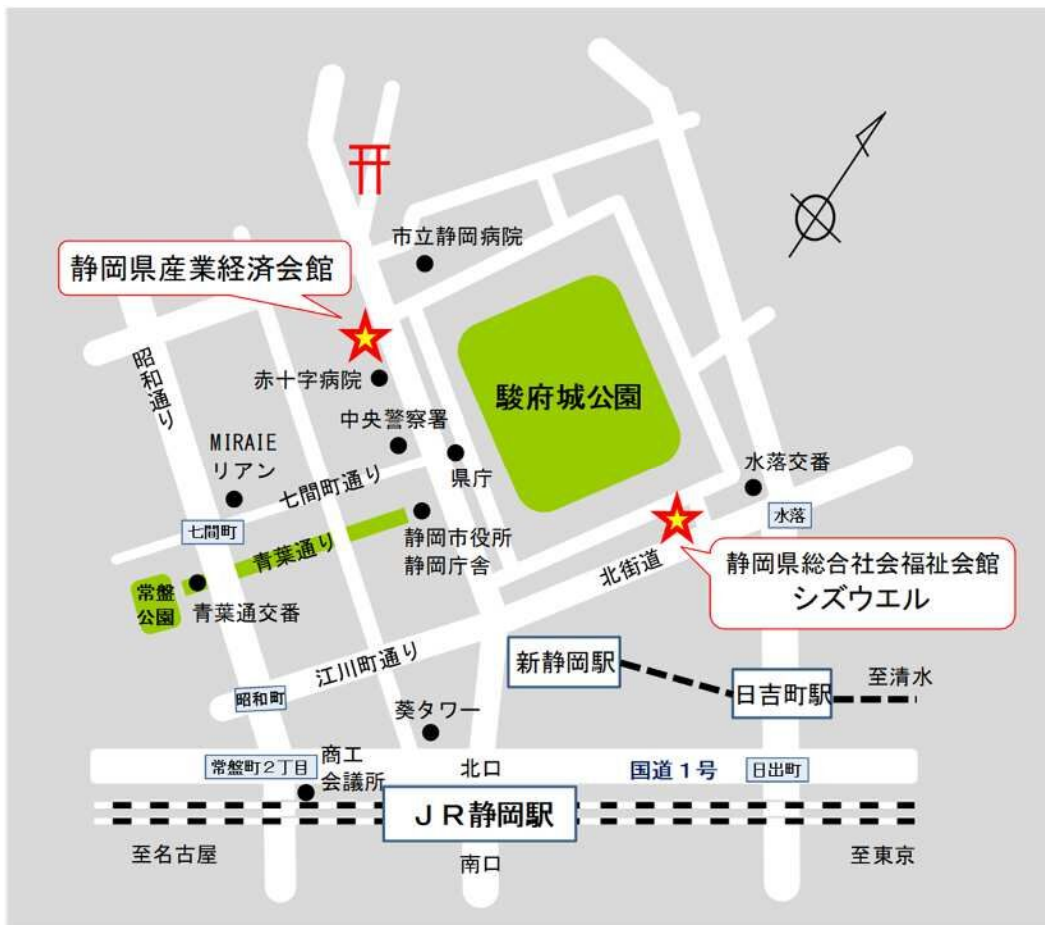 市立静岡病院
静岡県産業経済会館
昭和通り
赤十字病院
駿府城公園
中央警察署
MIRAIE
リアン
県庁
水落交番
七間町通り
七間町
水落
青葉通り
静岡市役所
静岡庁舎
北街道
静岡県総合社会福祉会館
シズウエル
常盤
公園
青葉通交番
江川町通り
新静岡駅
日吉町駅
至清水
昭和町
葵タワー
常盤町2丁目
商工
会議所
北口
国道1号
日出町
JR静岡駅
至名古屋
南口
至東京